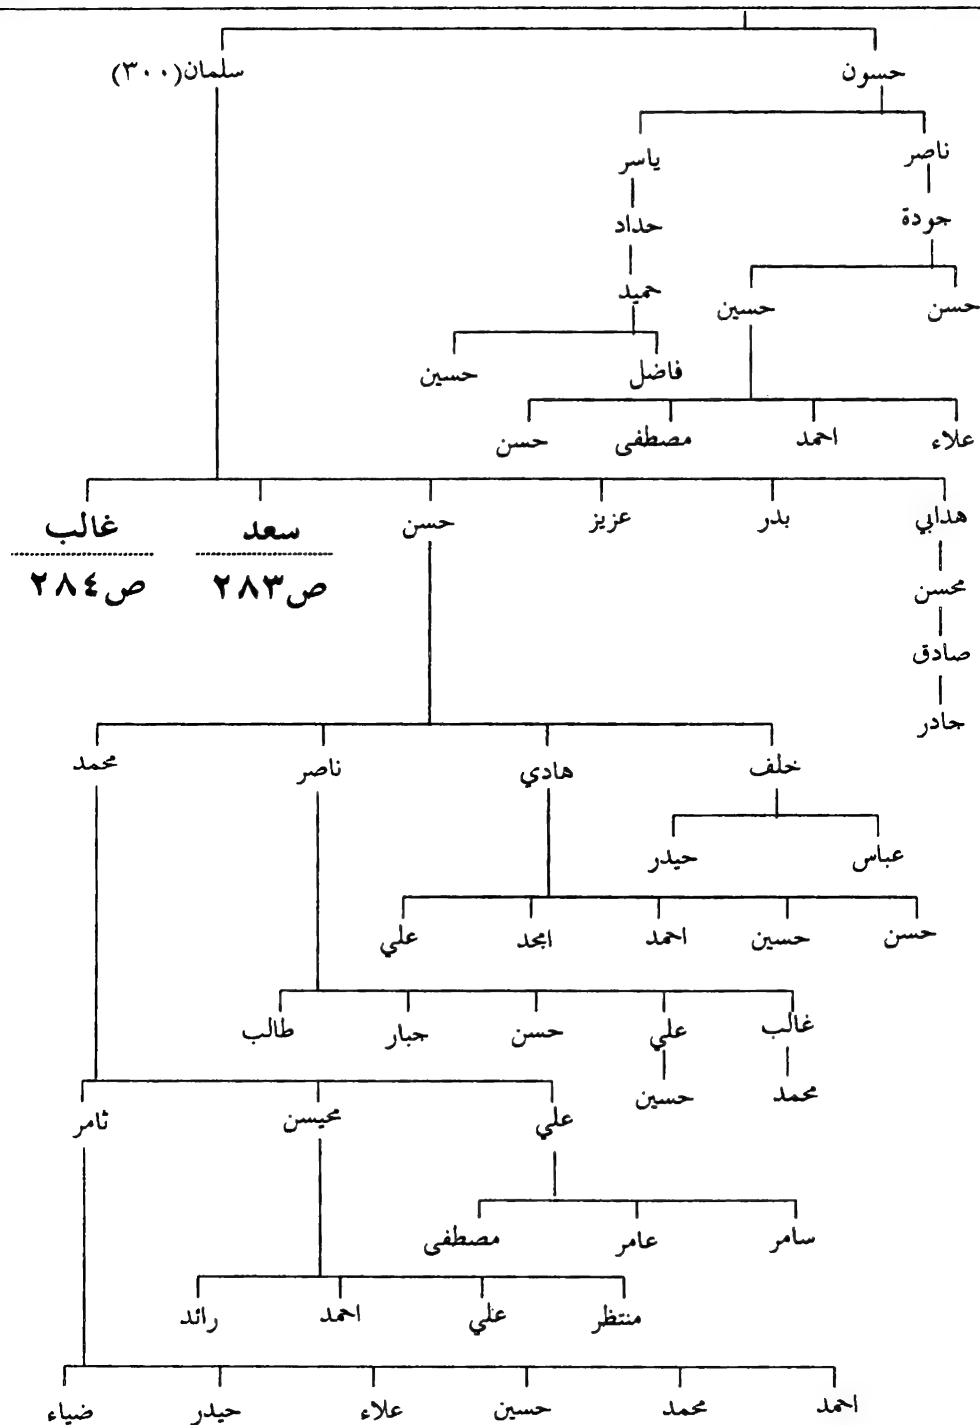 حسون سلمان(٣٠٠)
ناصر ياسر
جودة حداد
حسن حسين حميد
فاضل حسين
علاء احمد مصطفى حسن
هدابي بدر عزيز حسن سعد غالب
محسن ص٢٨٣ ص٢٨٤
صادق
جادر
خلف هادي ناصر محمد
عباس حيدر
حسن حسين احمد امجد علي
غالب علي حسن جبار طالب
محمد حسين
علي محيسن ثامر
سامر عامر مصطفى
منتظر علي احمد رائد
احمد محمد حسين علاء حيدر ضياء